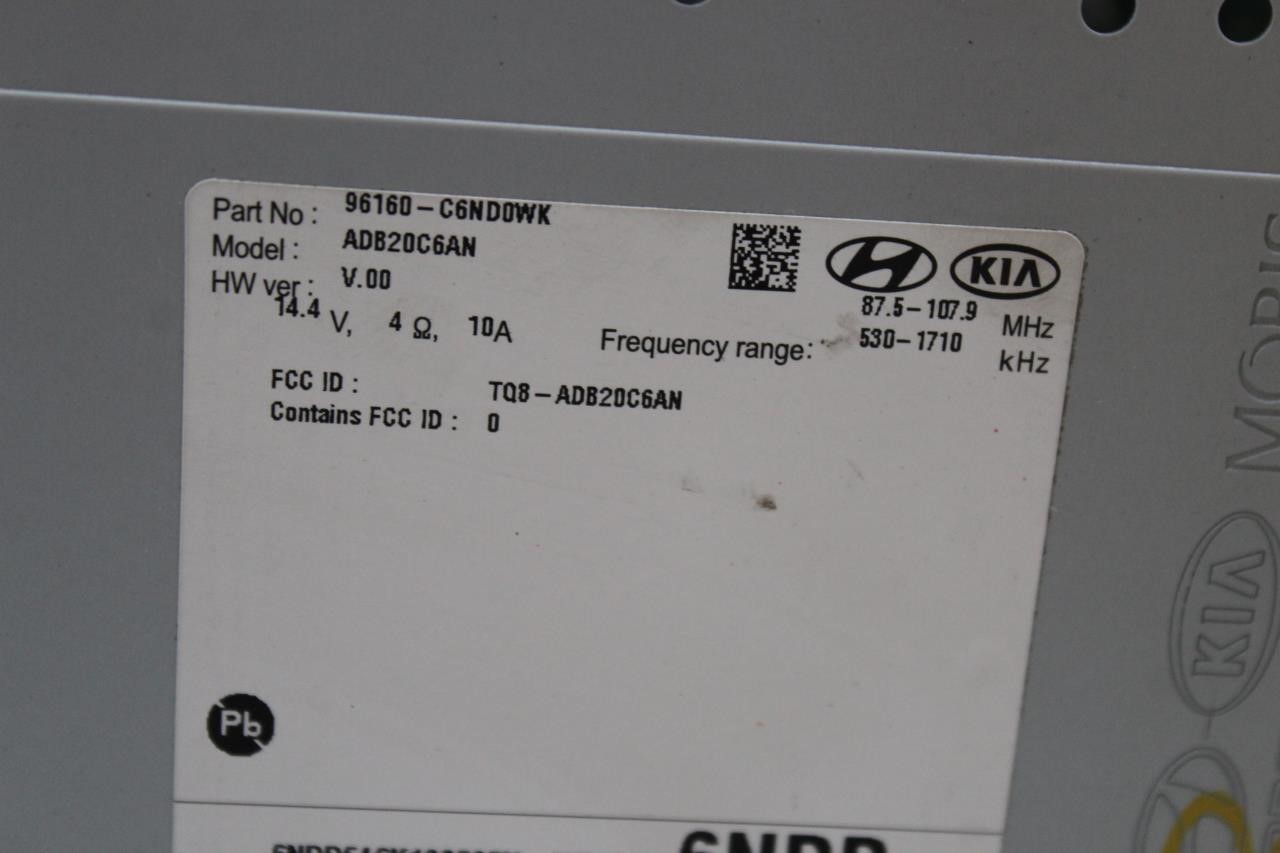 Part No : 96160-C6ND0WK
Model : ADB20C6AN
HW ver : V.00
14.4 V, 4 Ω, 10A
KIA
87.5-107.9 MHz
Frequency range: 530-1710 kHz
FCC ID : TQ8-ADB20C6AN
Contains FCC ID : 0
Pb
6NDD
KIA